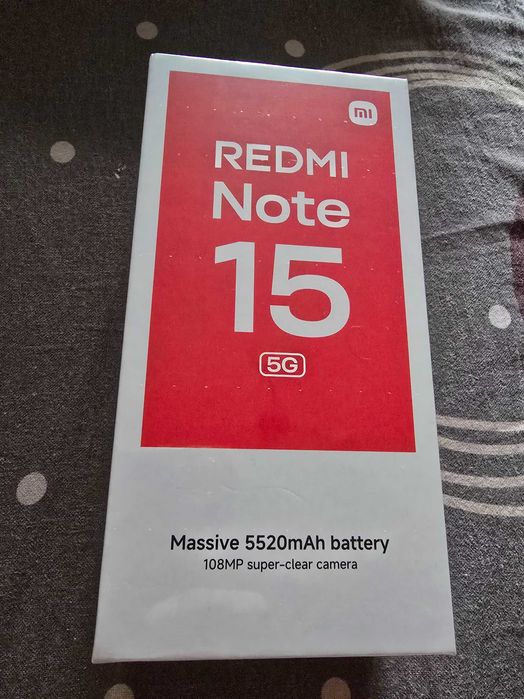 mi
REDMI
Note
15
5G
Massive 5520mAh battery
108MP super-clear camera